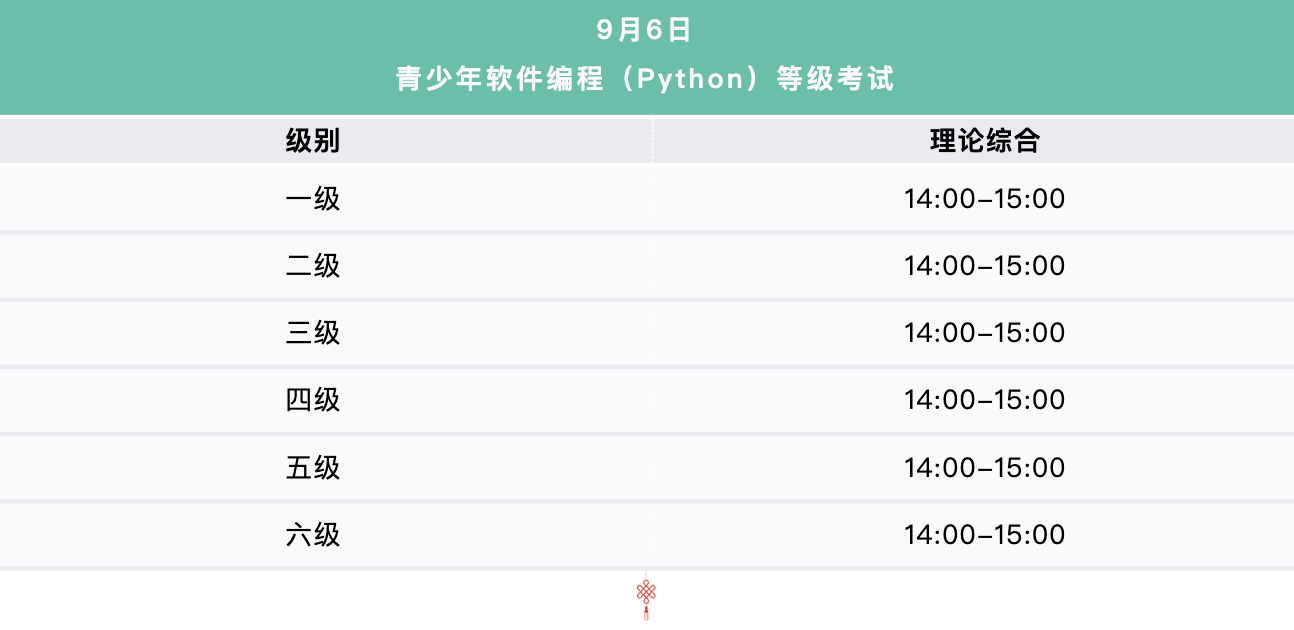 9月6日
青少年软件编程（Python）等级考试
级别 理论综合
一级 14:00–15:00
二级 14:00–15:00
三级 14:00–15:00
四级 14:00–15:00
五级 14:00–15:00
六级 14:00–15:00